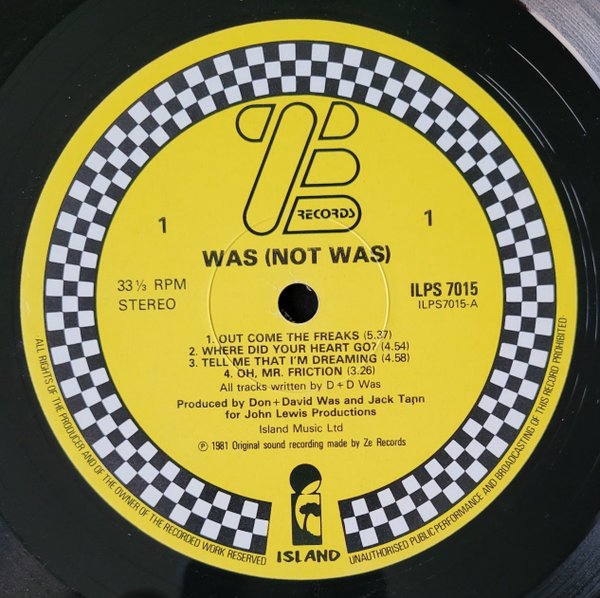 ZE
RECORDS
1
1
WAS (NOT WAS)
33⅓ RPM
STEREO
ILPS 7015
ILPS7015-A
1. OUT COME THE FREAKS (5.37)
2. WHERE DID YOUR HEART GO? (4.54)
3. TELL ME THAT I'M DREAMING (4.58)
4. OH, MR. FRICTION (3.26)
All tracks written by D+D Was
Produced by Don+David Was and Jack Tann
for John Lewis Productions
Island Music Ltd
℗ 1981 Original sound recording made by Ze Records
ISLAND
·ALL RIGHTS OF THE PRODUCER AND OF THE OWNER OF THE RECORDED WORK RESERVED
UNAUTHORISED PUBLIC PERFORMANCE AND BROADCASTING OF THIS RECORD PROHIBITED·